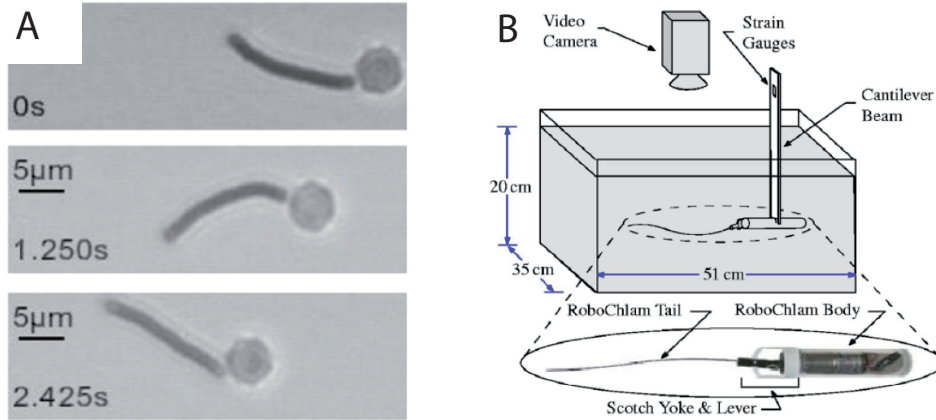 A
0s
5μm
1.250s
5μm
2.425s
B
Video
Camera
Strain
Gauges
Cantilever
Beam
20 cm
35 cm
51 cm
RoboChlam Tail
RoboChlam Body
Scotch Yoke & Lever